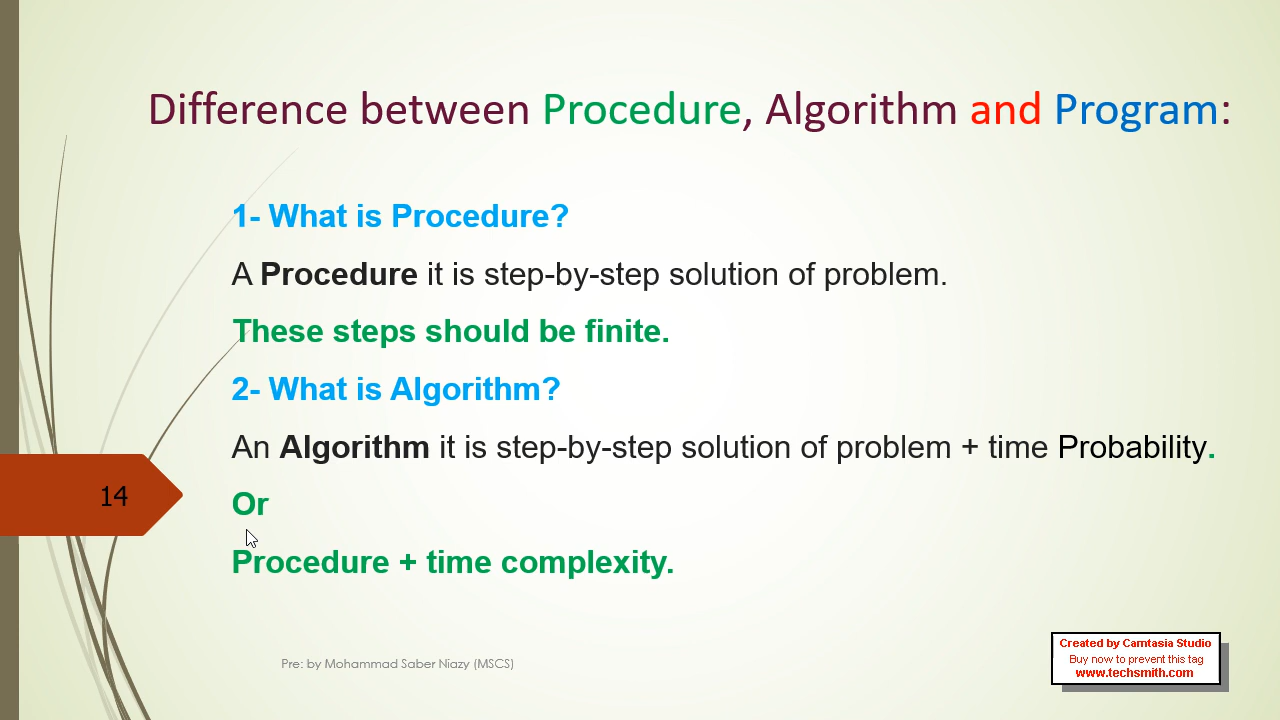 Difference between Procedure, Algorithm and Program:
1- What is Procedure?
A Procedure it is step-by-step solution of problem.
These steps should be finite.
2- What is Algorithm?
An Algorithm it is step-by-step solution of problem + time Probability.
14
Or
Procedure + time complexity.
Pre: by Mohammad Saber Niazy (MSCS)
Created by Camtasia Studio
Buy now to prevent this tag
www.techsmith.com